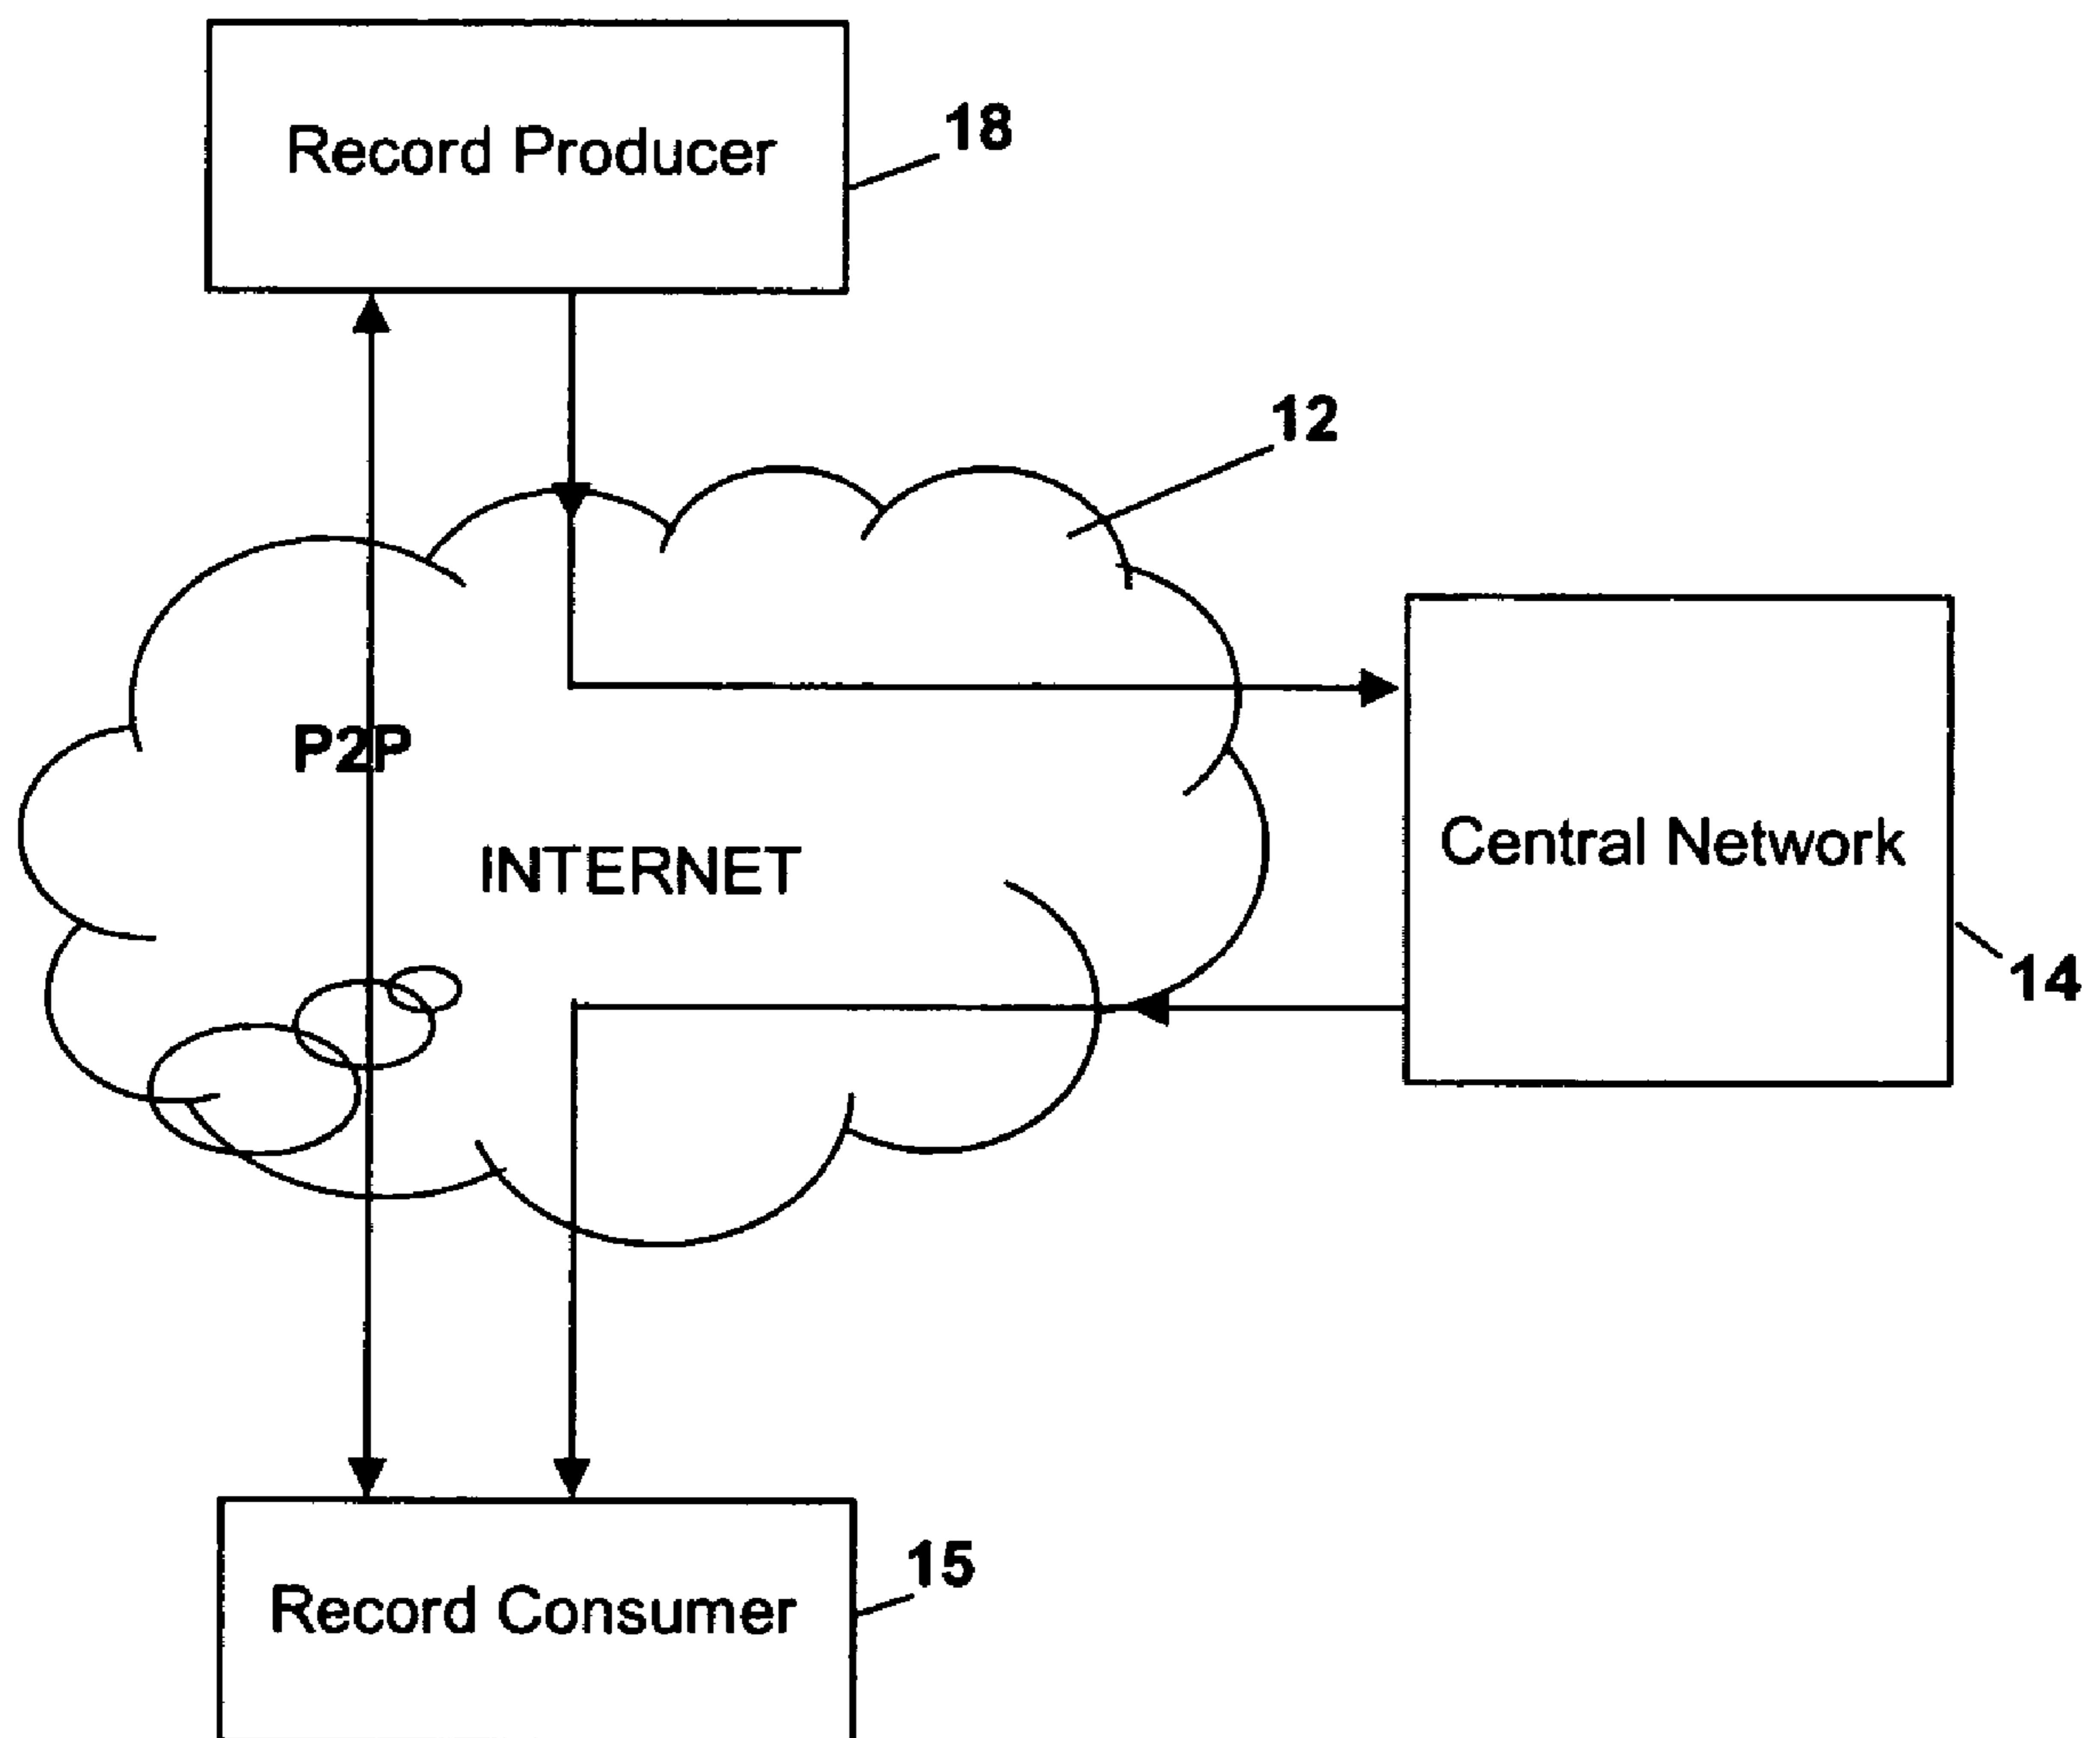 Record Producer
18
12
P2P
INTERNET
Central Network
14
15
Record Consumer